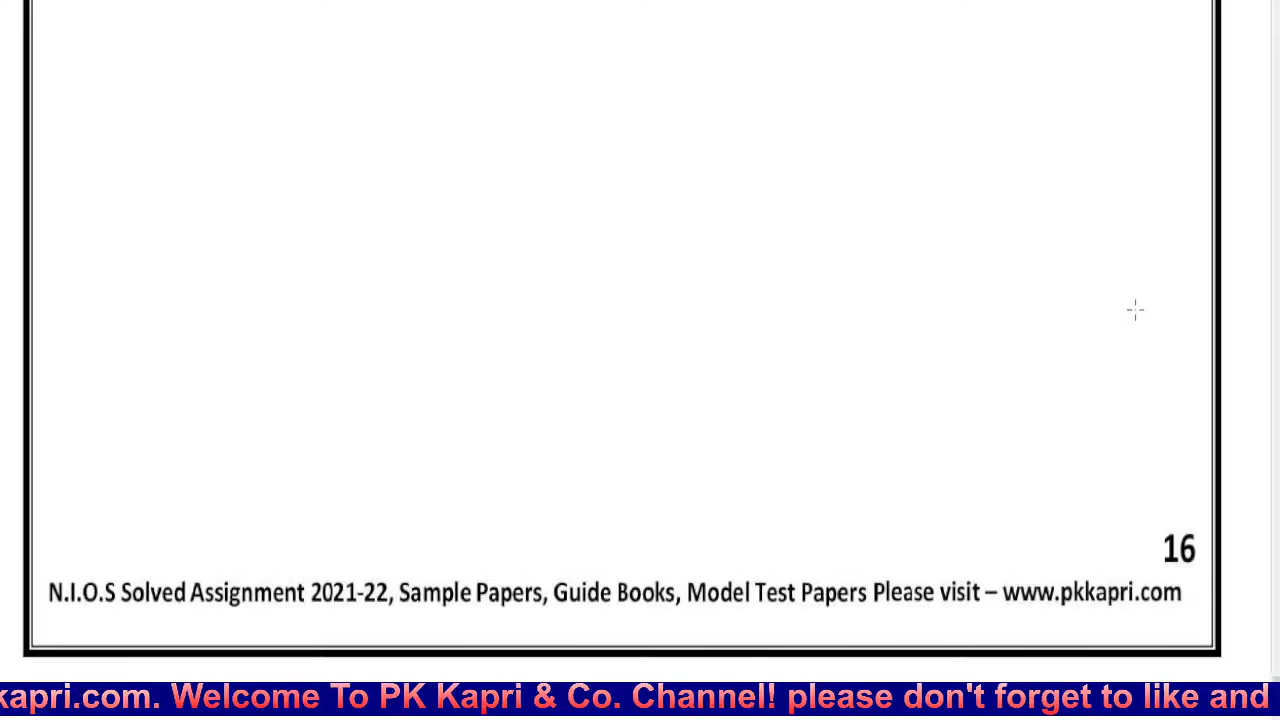 16
N.I.O.S Solved Assignment 2021-22, Sample Papers, Guide Books, Model Test Papers Please visit – www.pkkapri.com
kapri.com. Welcome To PK Kapri & Co. Channel! please don't forget to like and